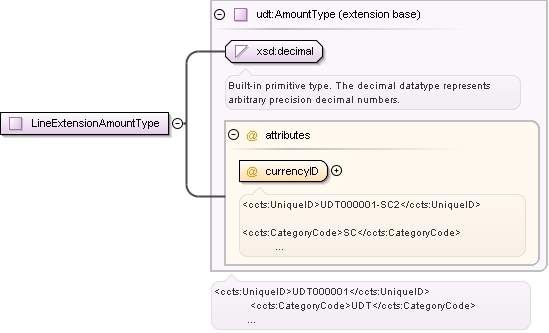 udt:AmountType (extension base)
xsd:decimal
Built-in primitive type. The decimal datatype represents
arbitrary precision decimal numbers.
LineExtensionAmountType
@ attributes
@ currencyID
<ccts:UniqueID>UDT000001-SC2</ccts:UniqueID>
<ccts:CategoryCode>SC</ccts:CategoryCode>
...
<ccts:UniqueID>UDT000001</ccts:UniqueID>
<ccts:CategoryCode>UDT</ccts:CategoryCode>
...